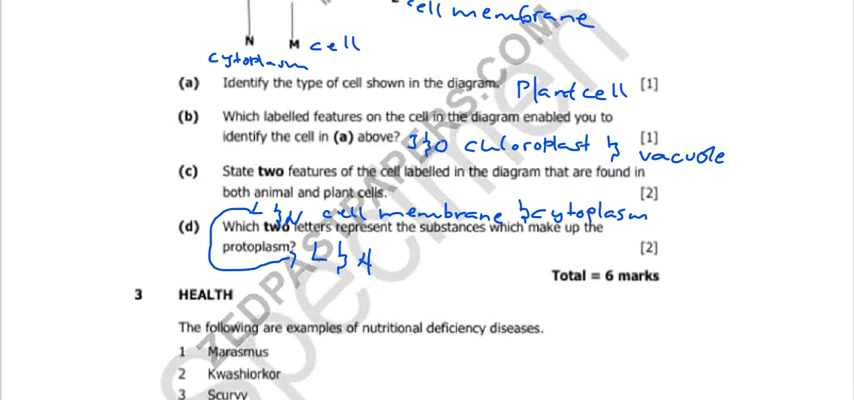 cell membrane
N M cell
cytoplasm
(a) Identify the type of cell shown in the diagram. Plant cell [1]
(b) Which labelled features on the cell in the diagram enabled you to
identify the cell in (a) above? J & O chloroplast & [1]
vacuole
(c) State two features of the cell labelled in the diagram that are found in
both animal and plant cells. [2]
L & N cell membrane & cytoplasm
(d) Which two letters represent the substances which make up the
protoplasm? L & [2]
Total = 6 marks
3 HEALTH
The following are examples of nutritional deficiency diseases.
1 Marasmus
2 Kwashiorkor
3 Scurvy
ZEDPASTPAPERS.COM
Specimen